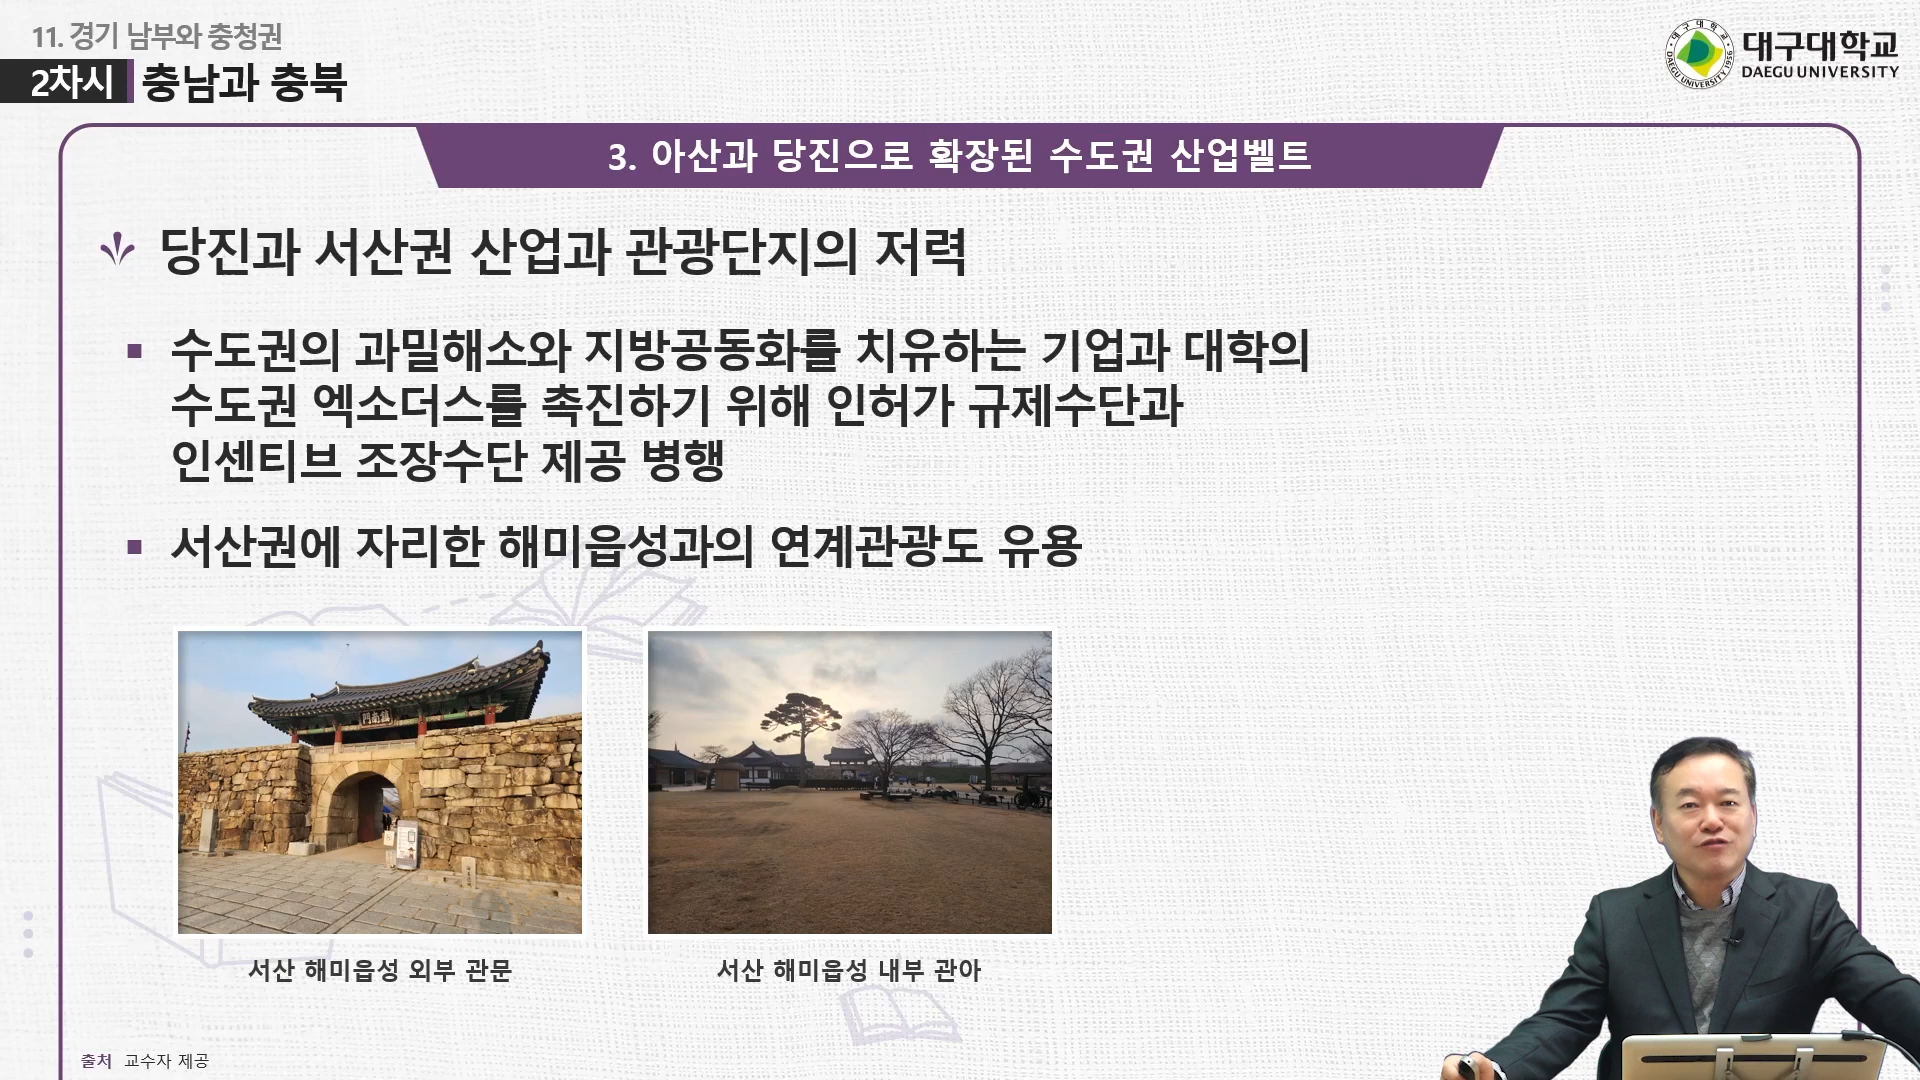 11. 경기 남부와 충청권
2차시 충남과 충북
대구대학교
DAEGU UNIVERSITY
대구대학교
DAEGU UNIVERSITY 1956
3. 아산과 당진으로 확장된 수도권 산업벨트
당진과 서산권 산업과 관광단지의 저력
수도권의 과밀해소와 지방공동화를 치유하는 기업과 대학의
수도권 엑소더스를 촉진하기 위해 인허가 규제수단과
인센티브 조장수단 제공 병행
서산권에 자리한 해미읍성과의 연계관광도 유용
서산 해미읍성 외부 관문
서산 해미읍성 내부 관아
출처 교수자 제공